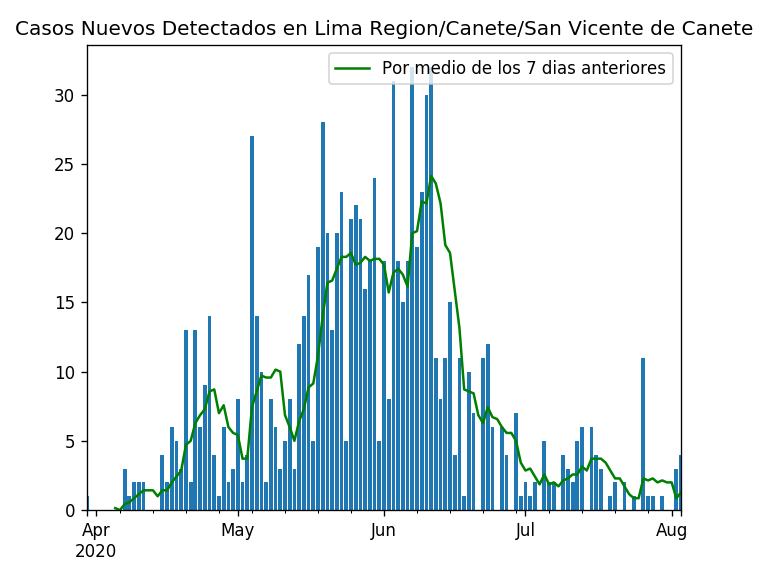 Casos Nuevos Detectados en Lima Region/Canete/San Vicente de Canete
Por medio de los 7 dias anteriores
30
25
20
15
10
5
0
Apr May Jun Jul Aug
2020